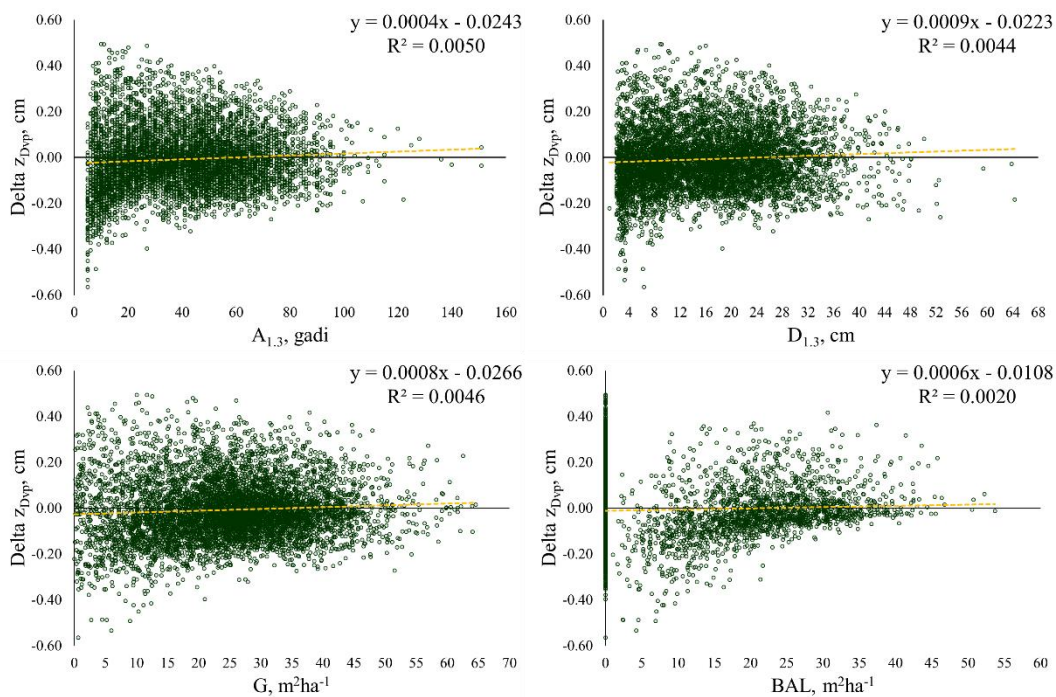 y = 0.0004x - 0.0243
R² = 0.0050
Delta z_Dvp, cm
0.60
0.40
0.20
0.00
-0.20
-0.40
-0.60
0 20 40 60 80 100 120 140 160
A_1.3, gadi
y = 0.0009x - 0.0223
R² = 0.0044
Delta z_Dvp, cm
0.60
0.40
0.20
0.00
-0.20
-0.40
-0.60
0 4 8 12 16 20 24 28 32 36 40 44 48 52 56 60 64 68
D_1.3, cm
y = 0.0008x - 0.0266
R² = 0.0046
Delta z_Dvp, cm
0.60
0.40
0.20
0.00
-0.20
-0.40
-0.60
0 5 10 15 20 25 30 35 40 45 50 55 60 65 70
G, m²ha⁻¹
y = 0.0006x - 0.0108
R² = 0.0020
Delta z_Dvp, cm
0.60
0.40
0.20
0.00
-0.20
-0.40
-0.60
0 5 10 15 20 25 30 35 40 45 50 55 60
BAL, m²ha⁻¹